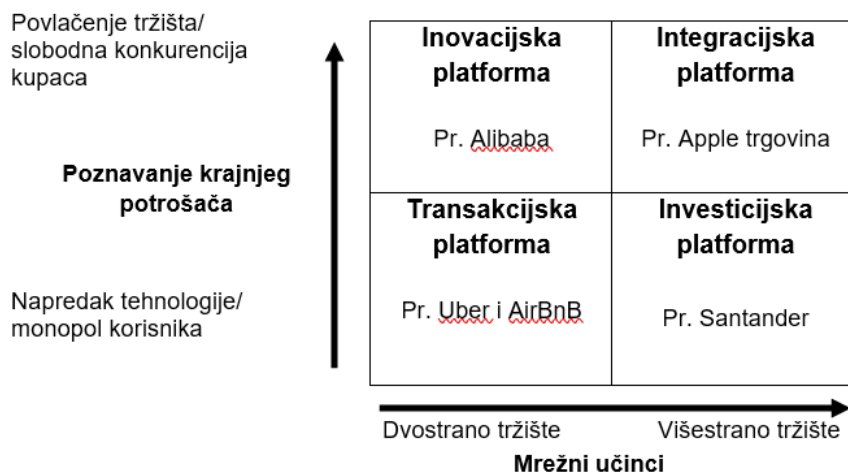 Povlačenje tržišta/
slobodna konkurencija
kupaca
Poznavanje krajnjeg
potrošača
Napredak tehnologije/
monopol korisnika
Inovacijska
platforma
Pr. Alibaba
Integracijska
platforma
Pr. Apple trgovina
Transakcijska
platforma
Pr. Uber i AirBnB
Investicijska
platforma
Pr. Santander
Dvostrano tržište
Višestrano tržište
Mrežni učinci